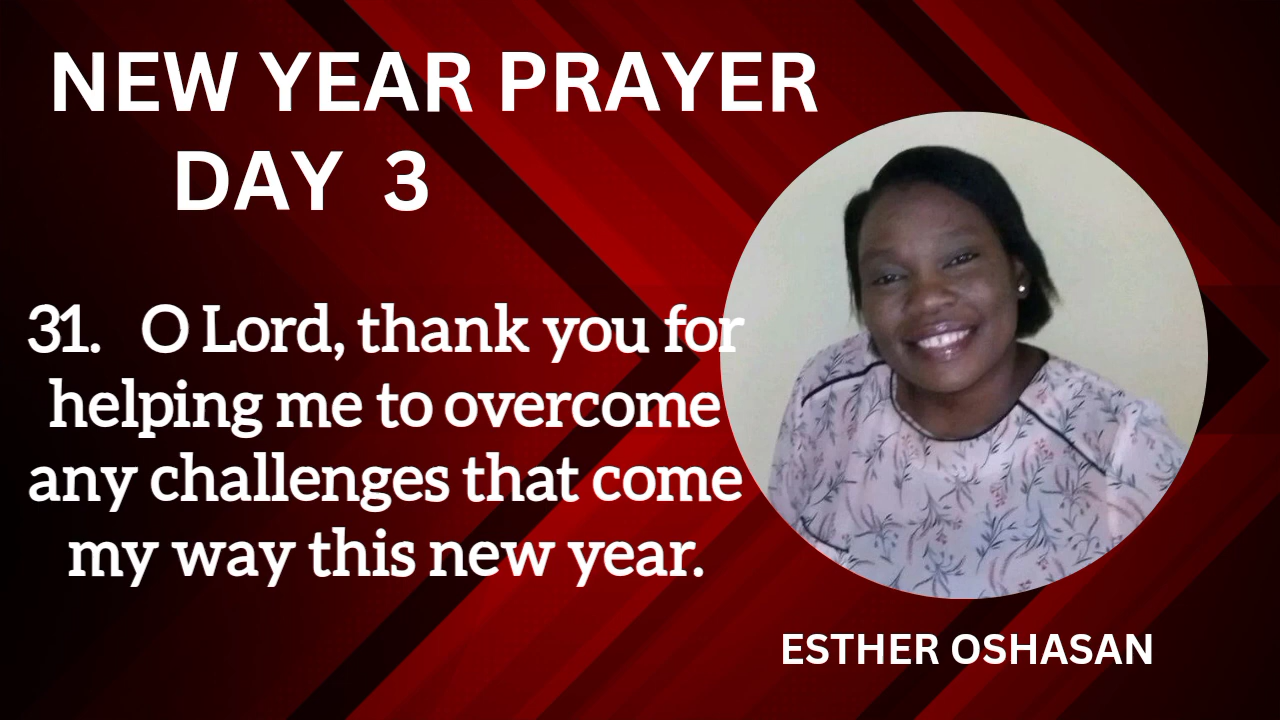 NEW YEAR PRAYER
DAY 3
31. O Lord, thank you for
helping me to overcome
any challenges that come
my way this new year.
ESTHER OSHASAN